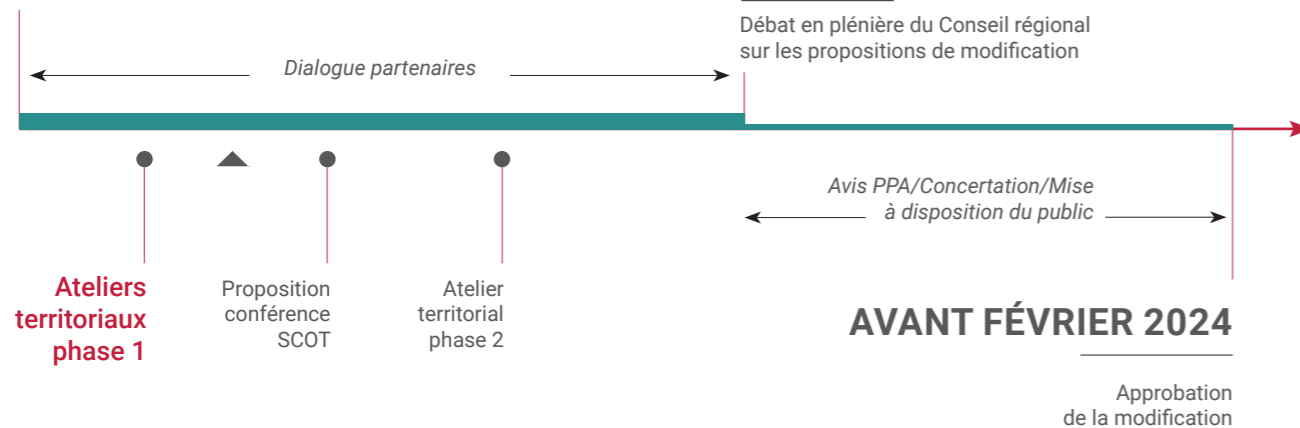 Débat en plénière du Conseil régional
sur les propositions de modification
Dialogue partenaires
Avis PPA/Concertation/Mise
à disposition du public
Ateliers
territoriaux
phase 1
Proposition
conférence
SCOT
Atelier
territorial
phase 2
AVANT FÉVRIER 2024
Approbation
de la modification